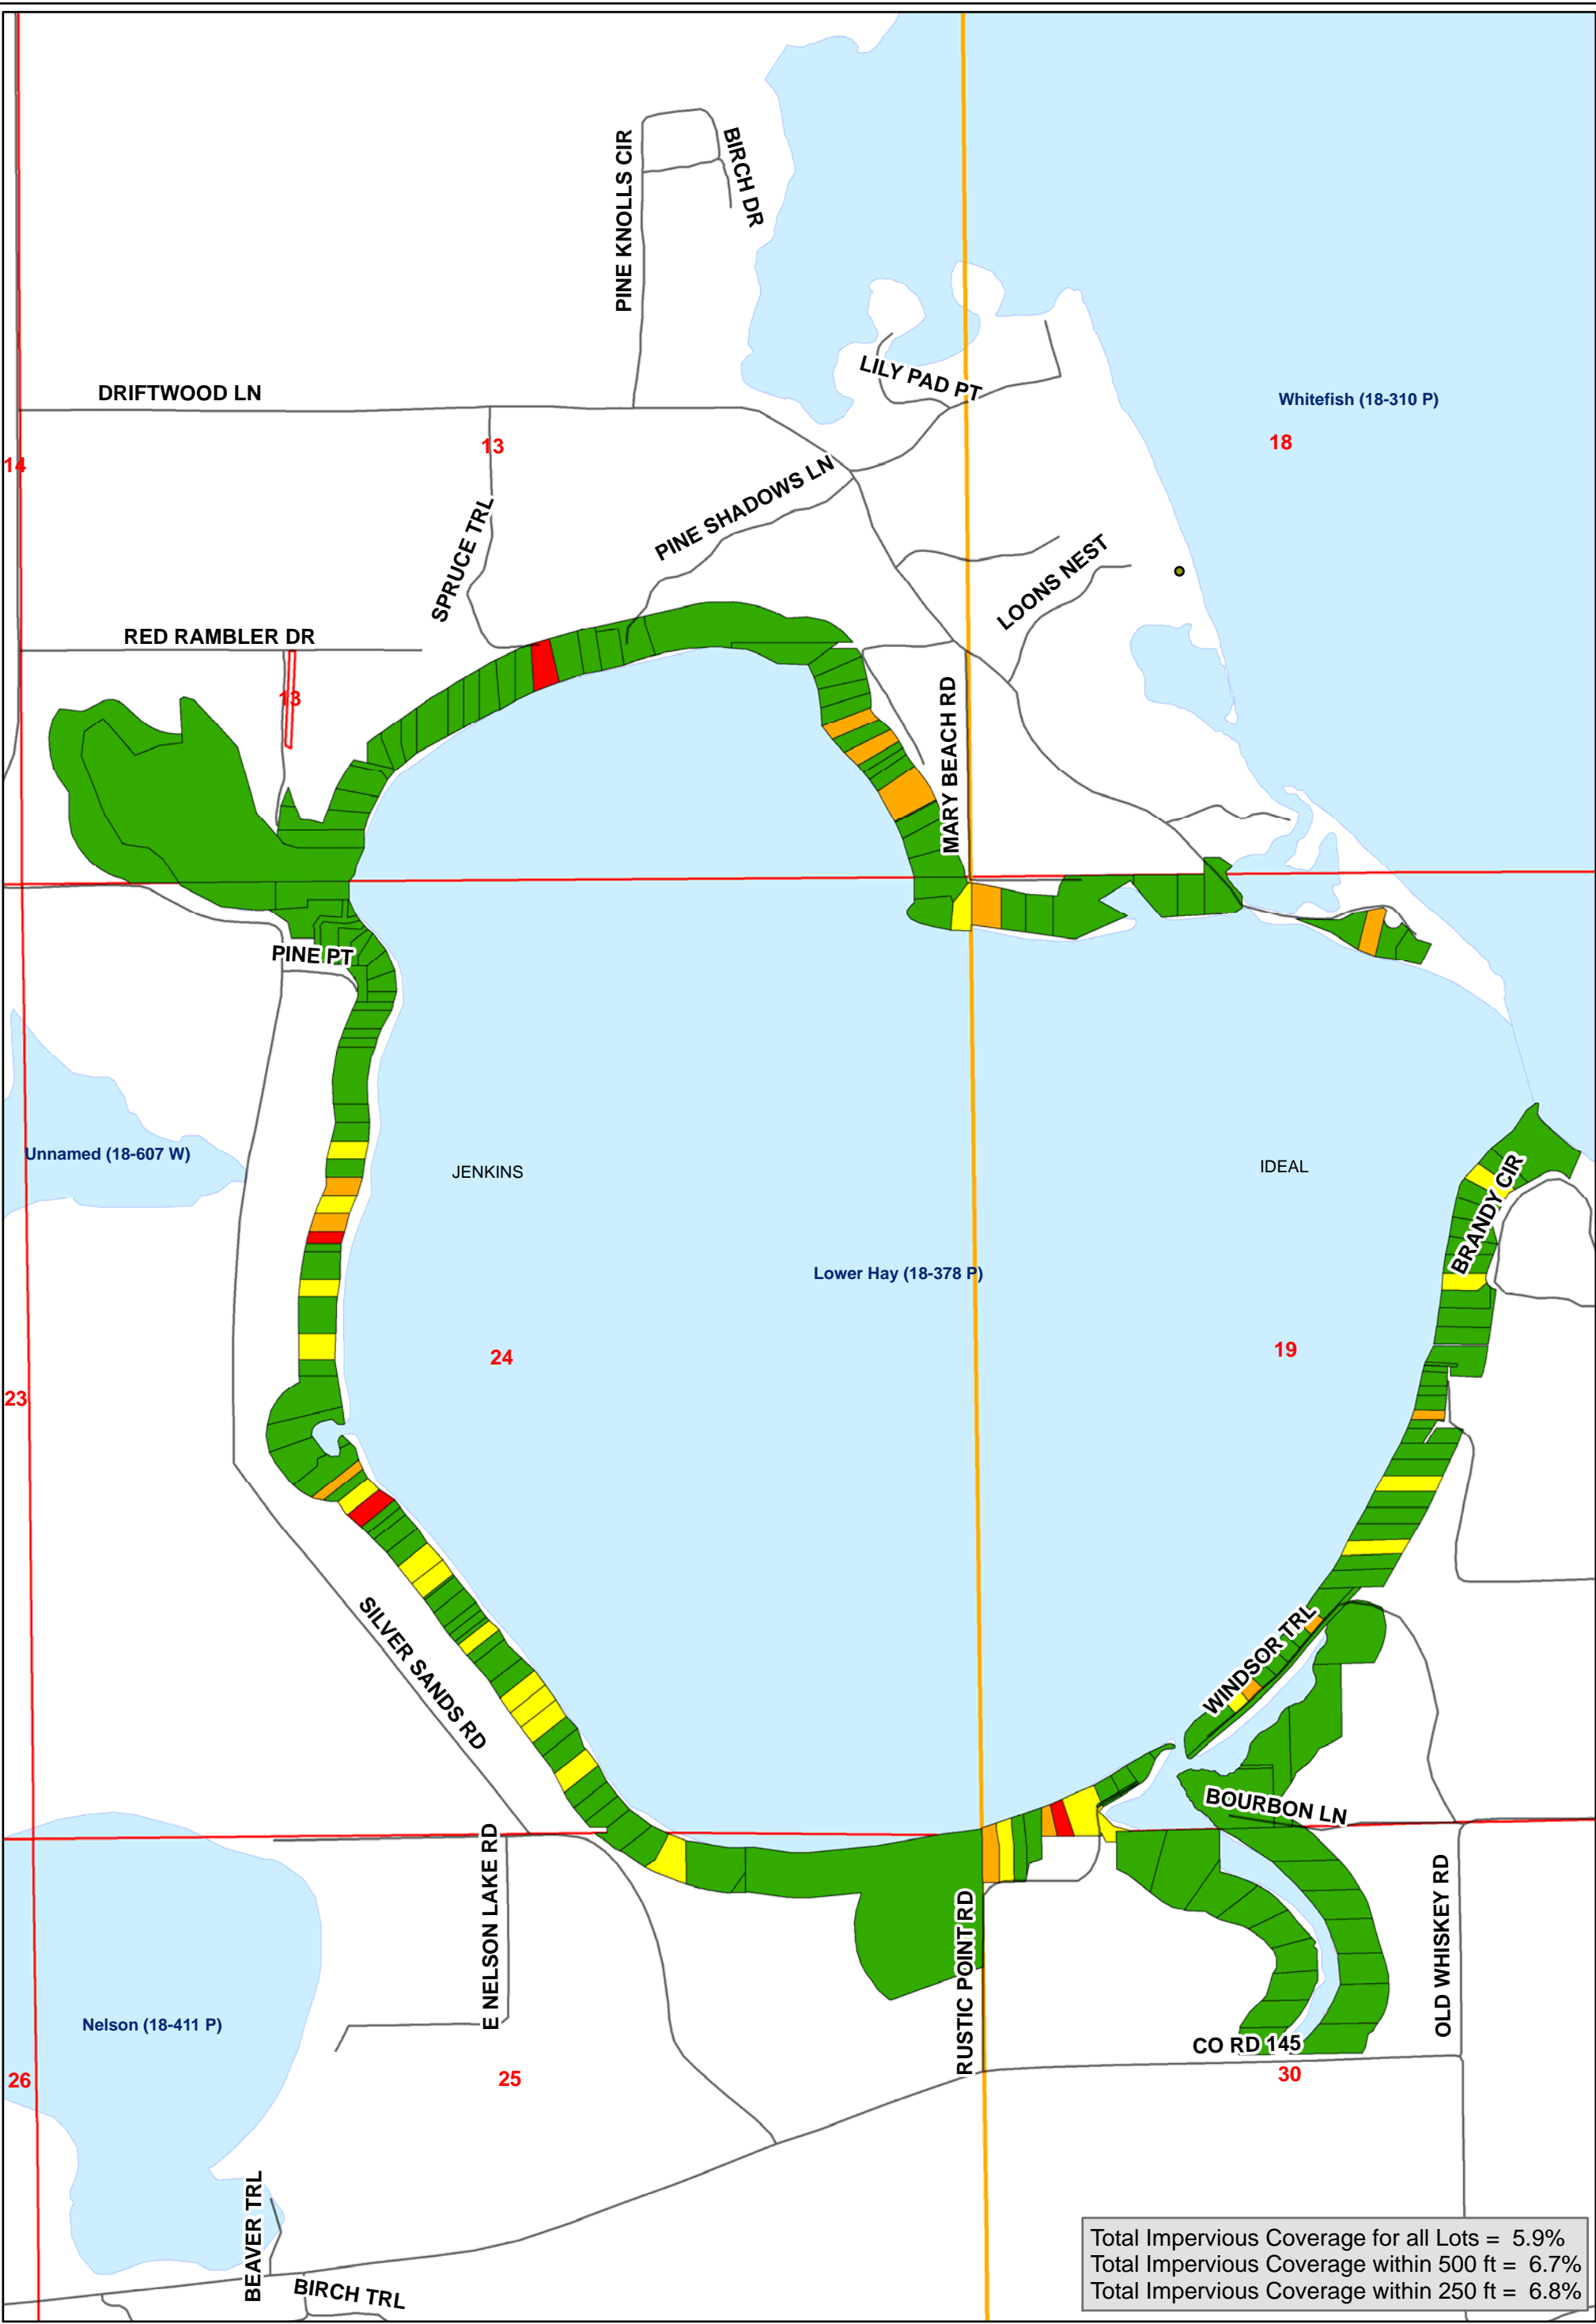 PINE KNOLLS CIR
BIRCH DR
LILY PAD PT
DRIFTWOOD LN
Whitefish (18-310 P)
13
18
14
PINE SHADOWS LN
SPRUCE TRL
LOONS NEST
RED RAMBLER DR
13
MARY BEACH RD
PINE PT
Unnamed (18-607 W)
JENKINS
IDEAL
BRANDY CIR
Lower Hay (18-378 P)
24
19
23
SILVER SANDS RD
WINDSOR TRL
BOURBON LN
E NELSON LAKE RD
RUSTIC POINT RD
OLD WHISKEY RD
Nelson (18-411 P)
CO RD 145
26
25
30
BEAVER TRL
BIRCH TRL
Total Impervious Coverage for all Lots = 5.9%
Total Impervious Coverage within 500 ft = 6.7%
Total Impervious Coverage within 250 ft = 6.8%